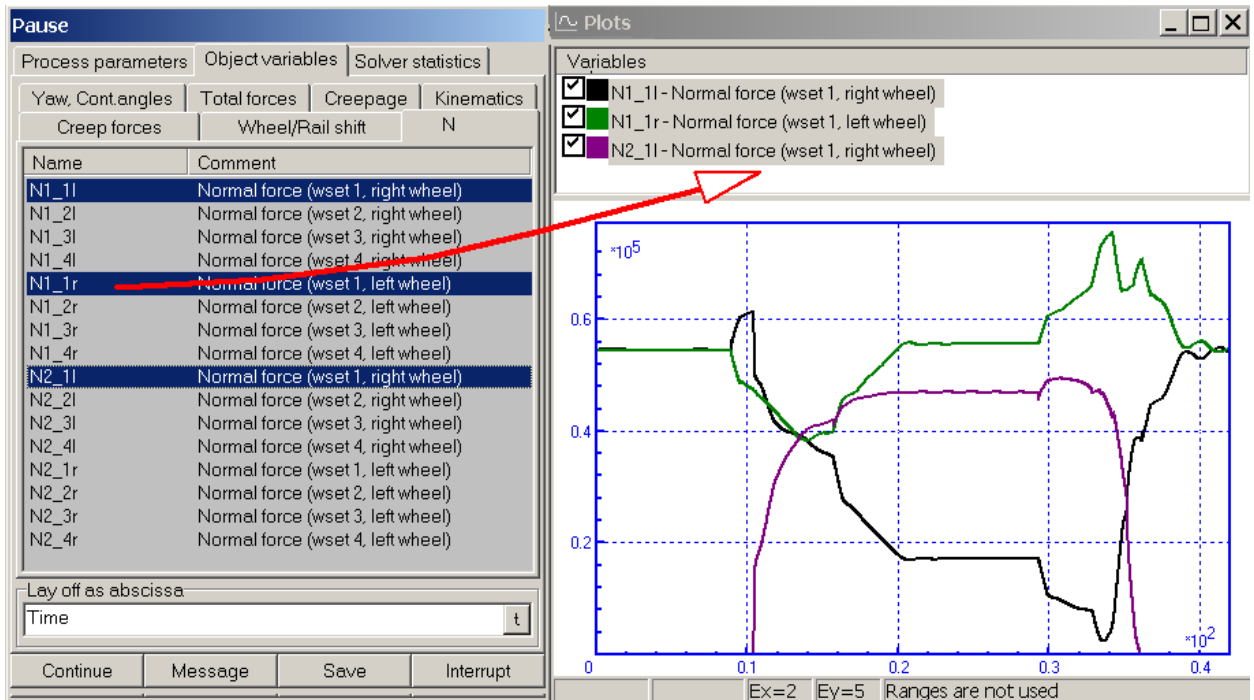 Pause
Process parameters Object variables Solver statistics
Yaw, Cont.angles Total forces Creepage Kinematics
Creep forces Wheel/Rail shift N
Name Comment
N1_1l Normal force (wset 1, right wheel)
N1_2l Normal force (wset 2, right wheel)
N1_3l Normal force (wset 3, right wheel)
N1_4l Normal force (wset 4, right wheel)
N1_1r Normal force (wset 1, left wheel)
N1_2r Normal force (wset 2, left wheel)
N1_3r Normal force (wset 3, left wheel)
N1_4r Normal force (wset 4, left wheel)
N2_1l Normal force (wset 1, right wheel)
N2_2l Normal force (wset 2, right wheel)
N2_3l Normal force (wset 3, right wheel)
N2_4l Normal force (wset 4, right wheel)
N2_1r Normal force (wset 1, left wheel)
N2_2r Normal force (wset 2, left wheel)
N2_3r Normal force (wset 3, left wheel)
N2_4r Normal force (wset 4, left wheel)
Lay off as abscissa
Time t
Continue Message Save Interrupt
Plots
Variables
N1_1l - Normal force (wset 1, right wheel)
N1_1r - Normal force (wset 1, left wheel)
N2_1l - Normal force (wset 1, right wheel)
*10^5
0.6
0.4
0.2
*10^2
0 0.1 0.2 0.3 0.4
Ex=2 Ey=5 Ranges are not used